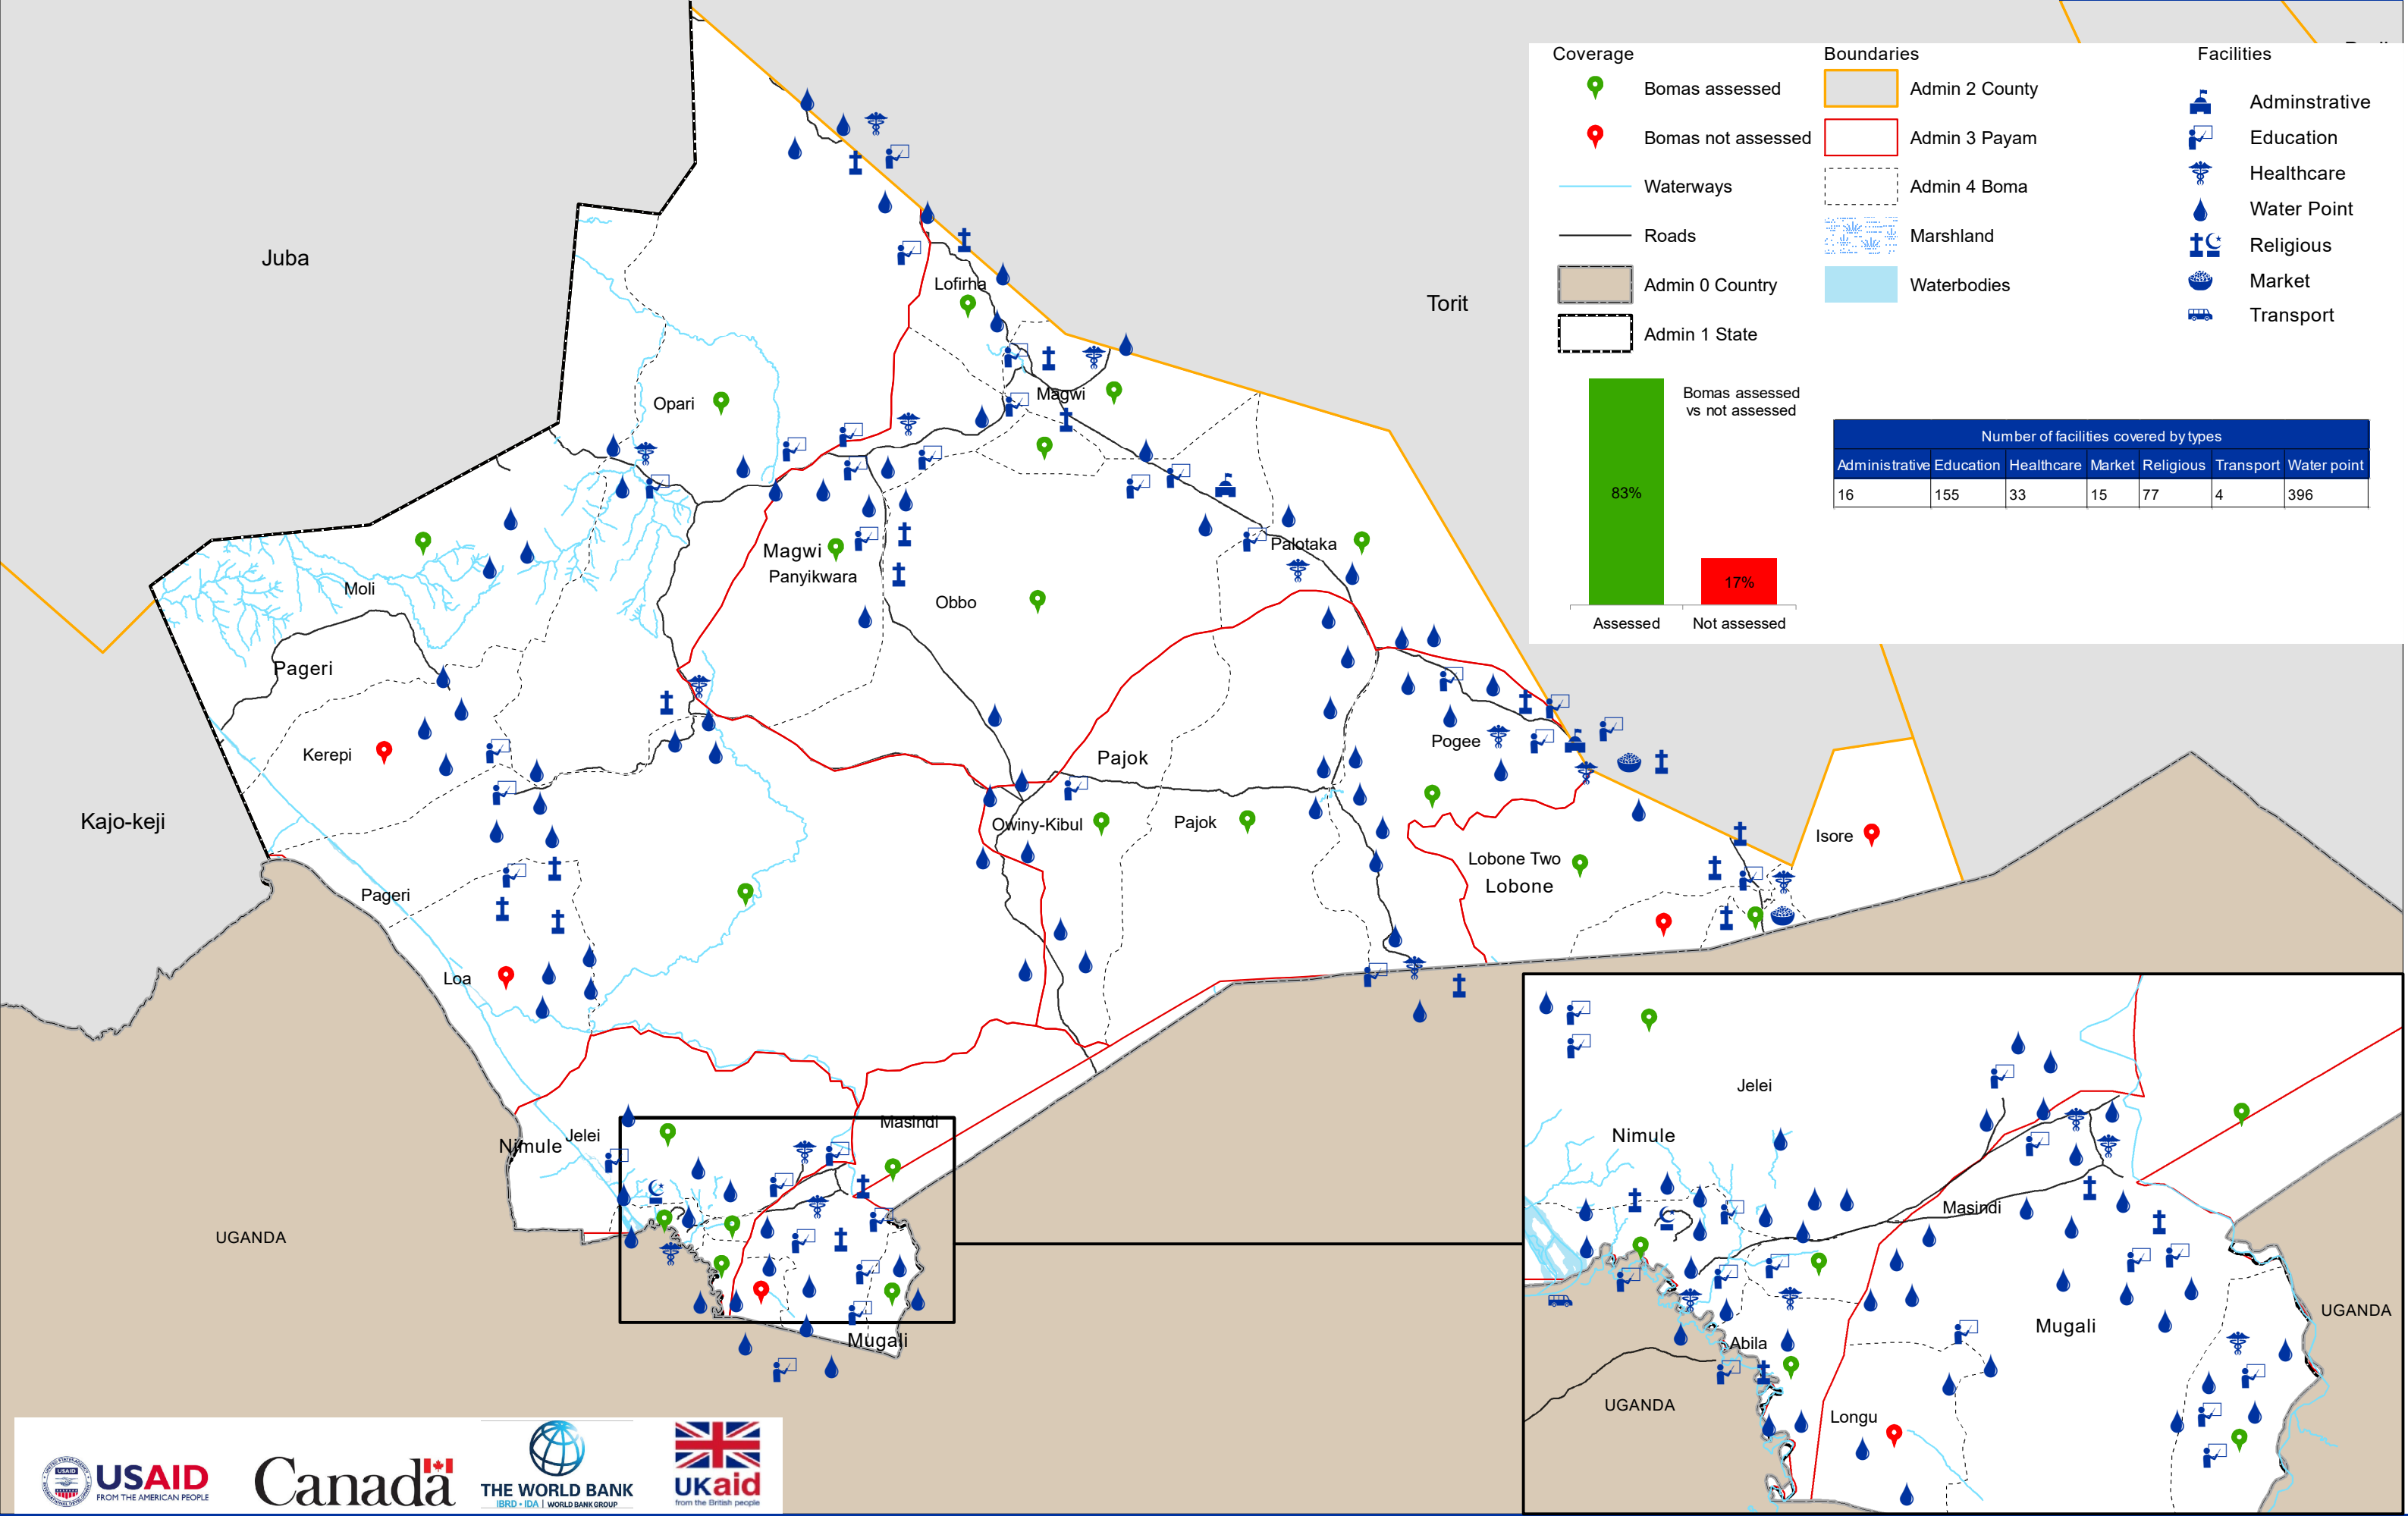 Coverage
Boundaries
Facilities
Bomas assessed
Admin 2 County
Adminstrative
Bomas not assessed
Admin 3 Payam
Education
Waterways
Admin 4 Boma
Healthcare
Roads
Marshland
Water Point
Admin 0 Country
Waterbodies
Religious
Admin 1 State
Market
Transport
Bomas assessed
vs not assessed
83%
17%
Assessed
Not assessed
Number of facilities covered by types
Administrative Education Healthcare Market Religious Transport Water point
16 155 33 15 77 4 396
Juba
Torit
Lofirha
Opari
Magwi
Magwi
Panyikwara
Palotaka
Moli
Obbo
Pageri
Kerepi
Pogee
Pajok
Kajo-keji
Owiny-Kibul
Pajok
Isore
Lobone Two
Lobone
Pageri
Loa
Masindi
Nimule
Jelei
UGANDA
Mugali
Jelei
Nimule
Masindi
Mugali
UGANDA
Abila
UGANDA
Longu
USAID
USAID
FROM THE AMERICAN PEOPLE
Canada
THE WORLD BANK
IBRD • IDA | WORLD BANK GROUP
UKaid
from the British people